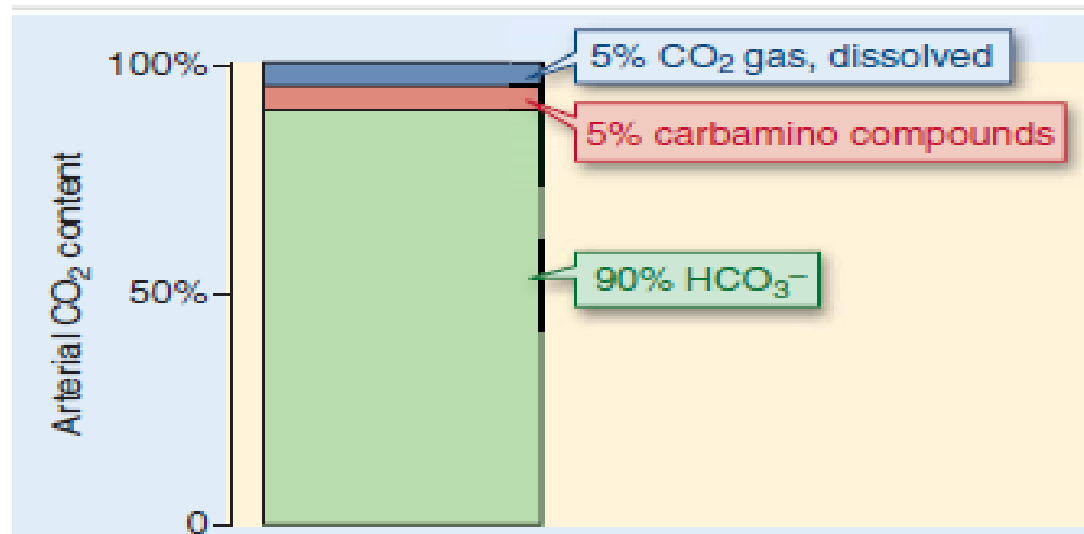 100%
5% CO₂ gas, dissolved
5% carbamino compounds
Arterial CO₂ content
50%
90% HCO₃⁻
0